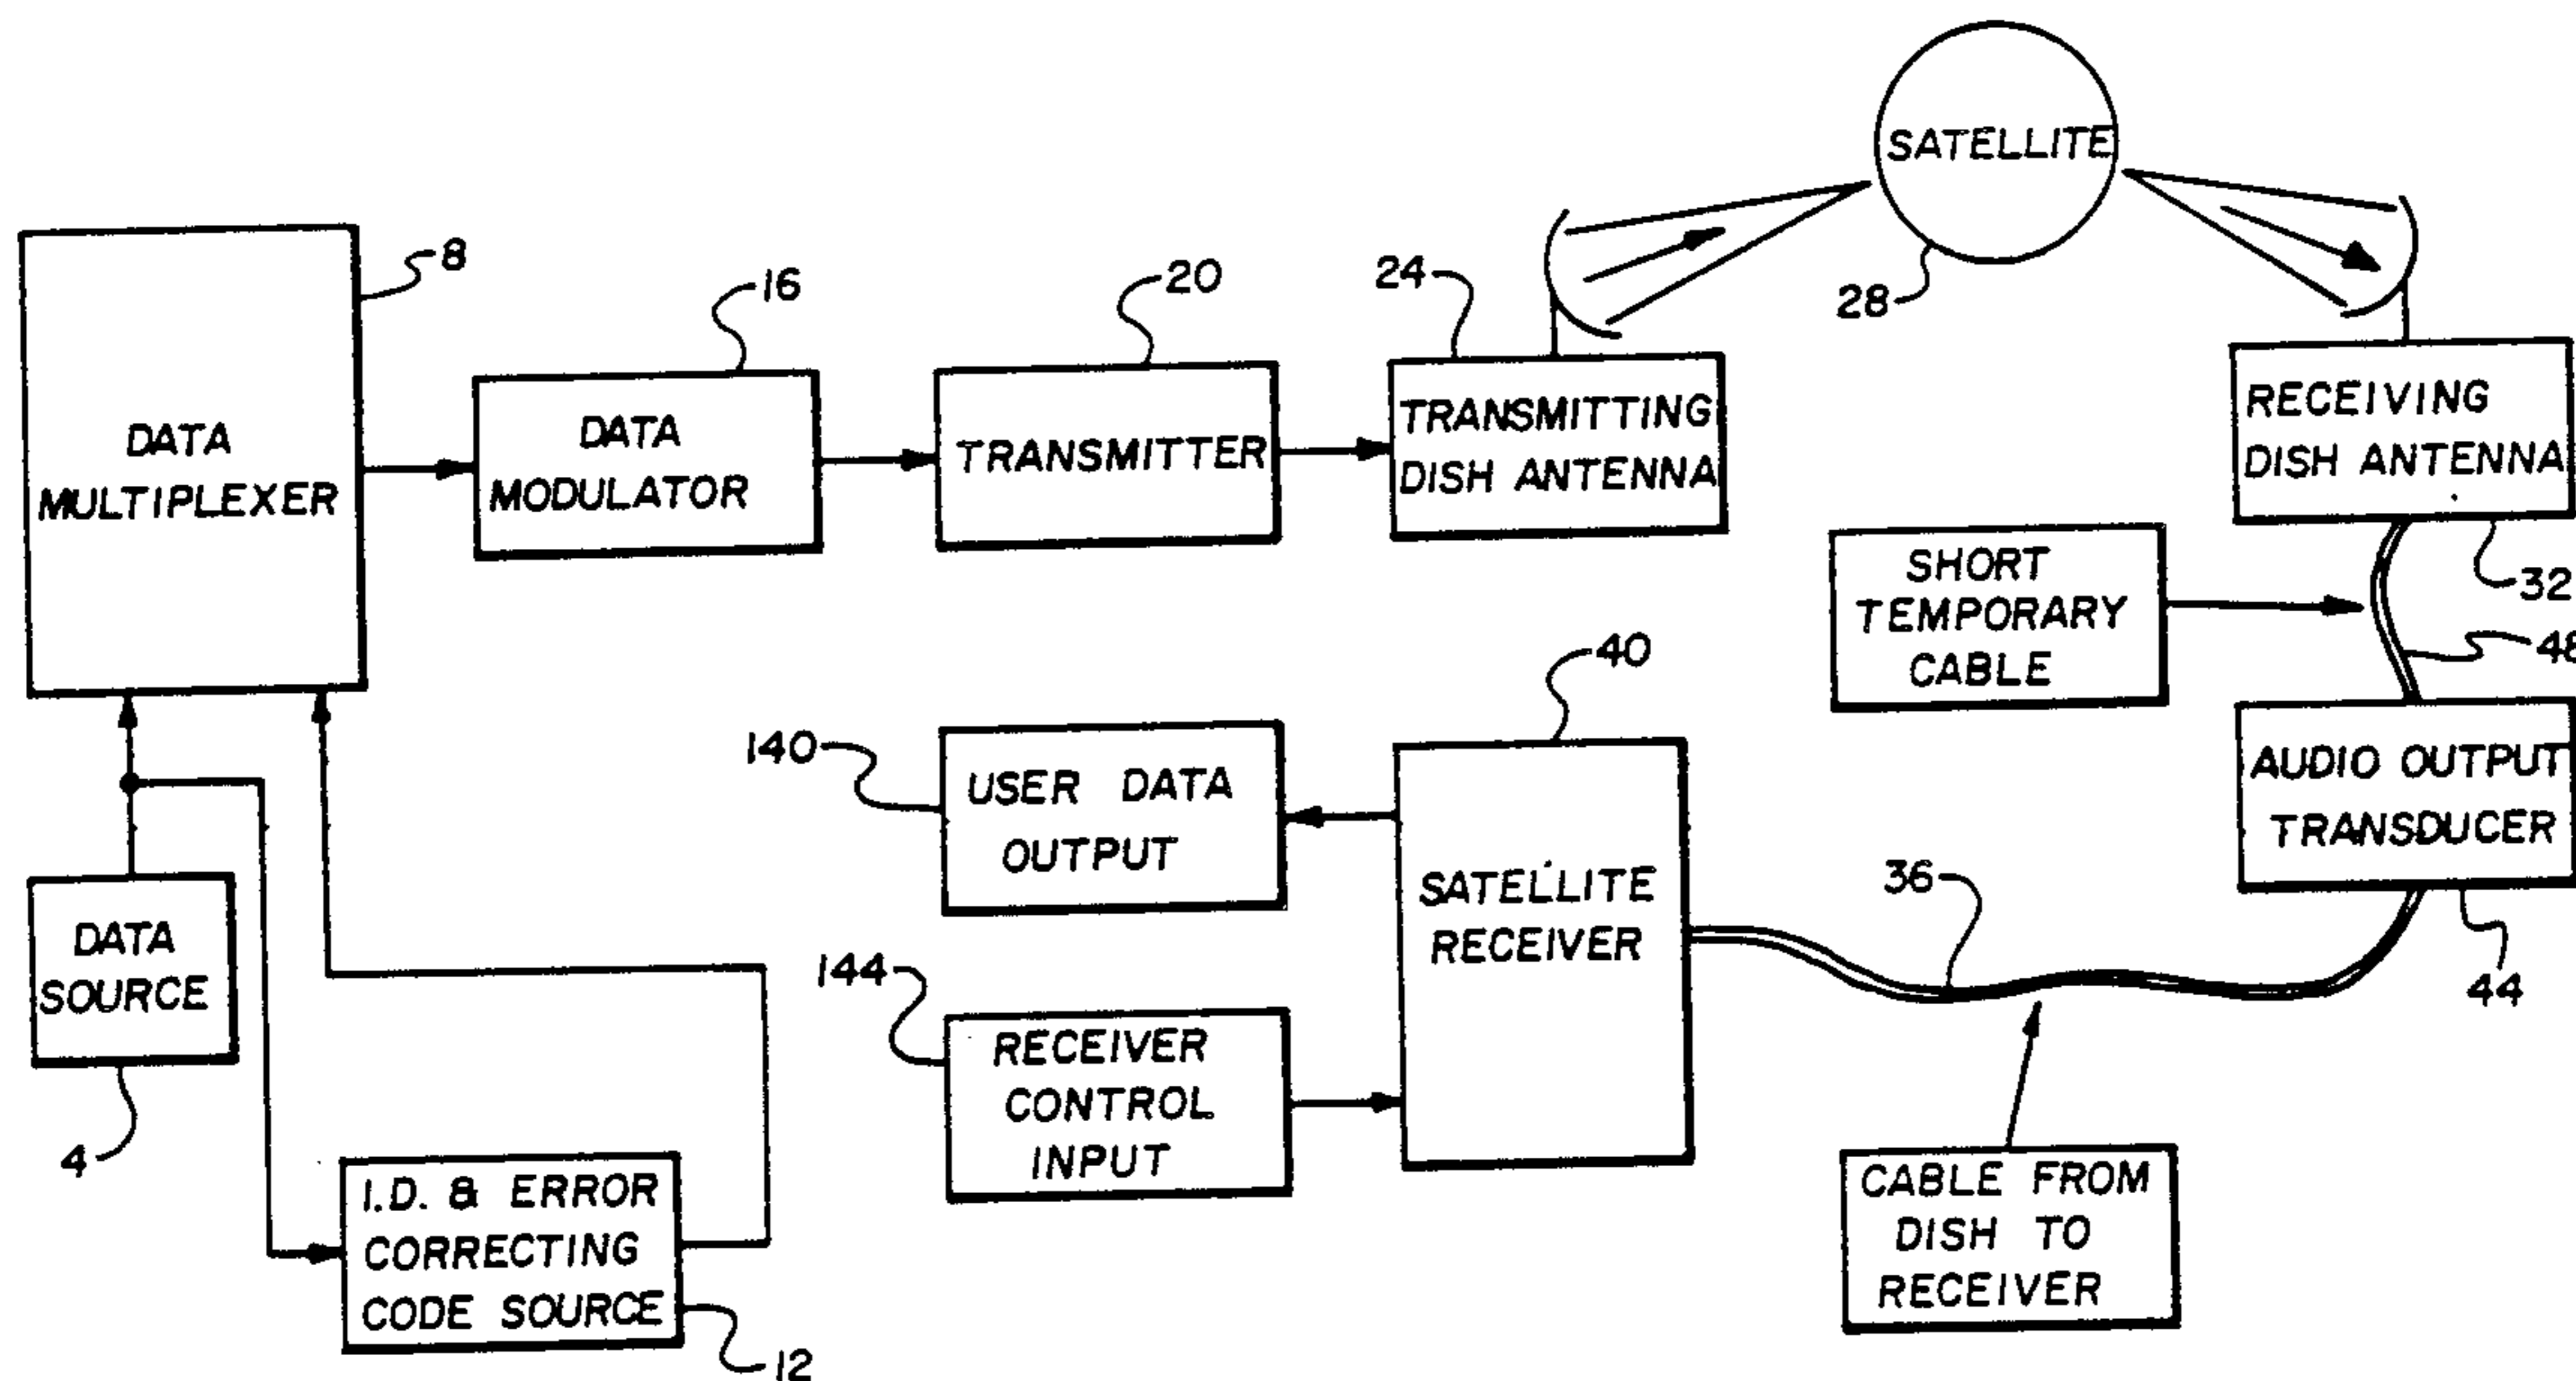 SATELLITE
28
8
16
20
24
DATA
MULTIPLEXER
DATA
MODULATOR
TRANSMITTER
TRANSMITTING
DISH ANTENNA
RECEIVING
DISH ANTENNA
32
SHORT
TEMPORARY
CABLE
48
40
140
USER DATA
OUTPUT
AUDIO OUTPUT
TRANSDUCER
44
SATELLITE
RECEIVER
36
DATA
SOURCE
4
144
RECEIVER
CONTROL
INPUT
I.D. & ERROR
CORRECTING
CODE SOURCE
12
CABLE FROM
DISH TO
RECEIVER